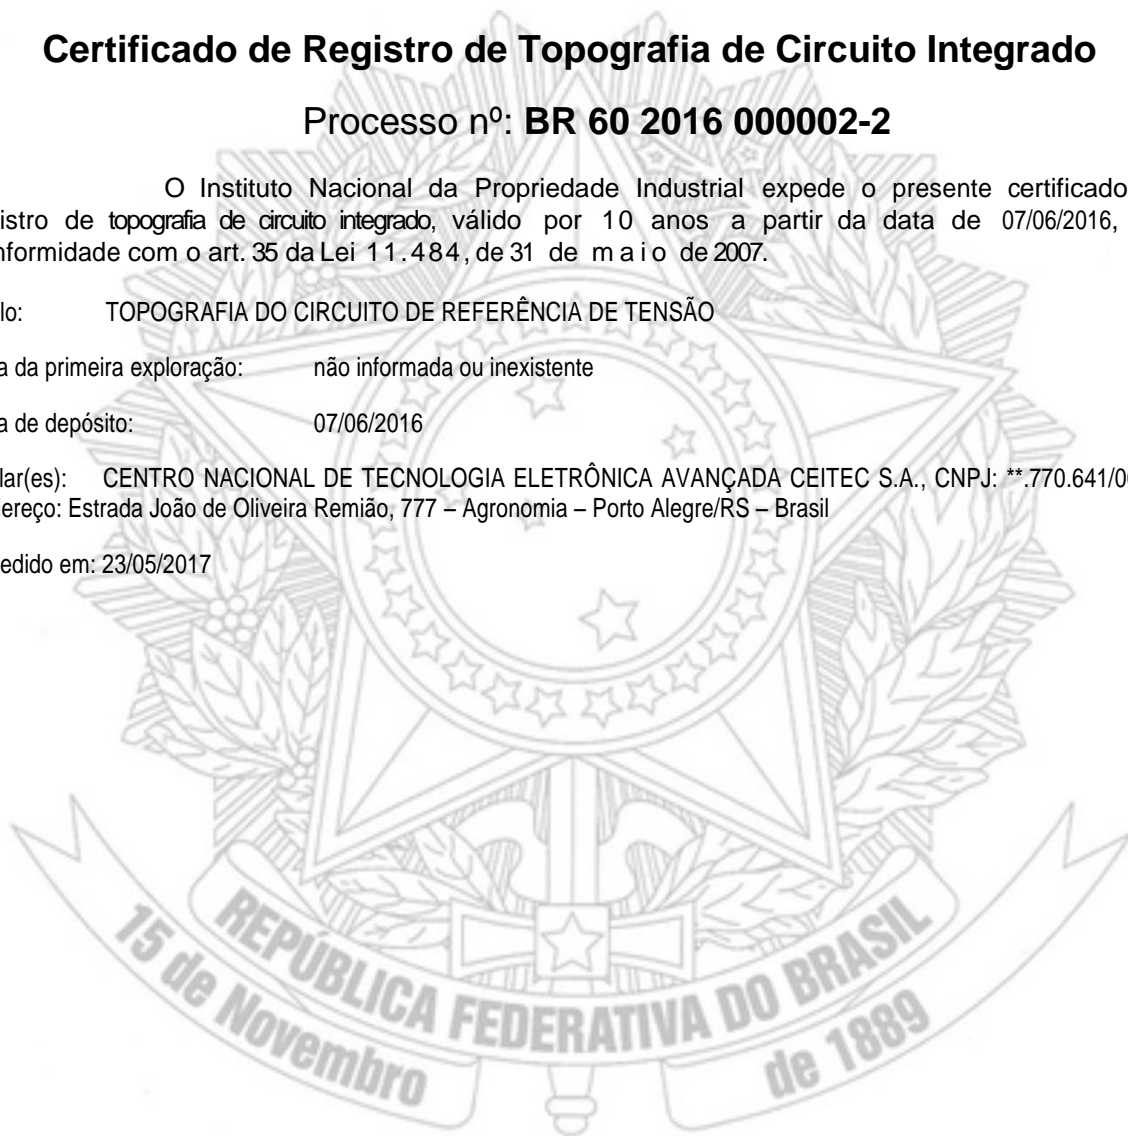 Certificado de Registro de Topografia de Circuito Integrado
Processo nº: BR 60 2016 000002-2
O Instituto Nacional da Propriedade Industrial expede o presente certificado
istro de topografia de circuito integrado, válido por 10 anos a partir da data de 07/06/2016,
nformidade com o art. 35 da Lei 11.484, de 31 de maio de 2007.
lo: TOPOGRAFIA DO CIRCUITO DE REFERÊNCIA DE TENSÃO
a da primeira exploração: não informada ou inexistente
a de depósito: 07/06/2016
lar(es): CENTRO NACIONAL DE TECNOLOGIA ELETRÔNICA AVANÇADA CEITEC S.A., CNPJ: **.770.641/0
ereço: Estrada João de Oliveira Remião, 777 – Agronomia – Porto Alegre/RS – Brasil
edido em: 23/05/2017
REPÚBLICA FEDERATIVA DO BRASIL
15 de Novembro de 1889